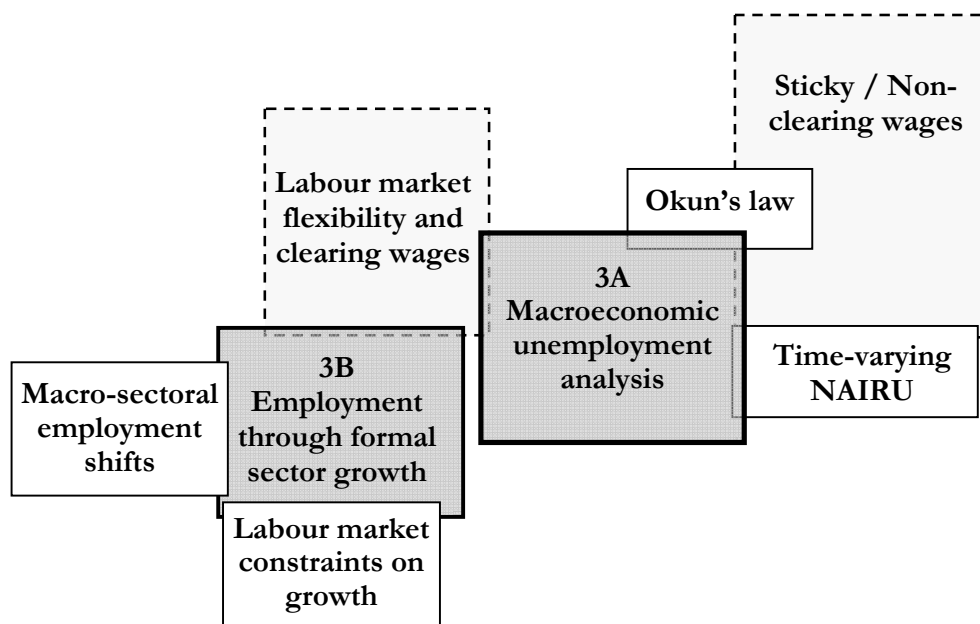 Sticky / Non-
clearing wages
Labour market
flexibility and
clearing wages
Okun’s law
3A
Macroeconomic
unemployment
analysis
Time-varying
NAIRU
3B
Employment
through formal
sector growth
Macro-sectoral
employment
shifts
Labour market
constraints on
growth